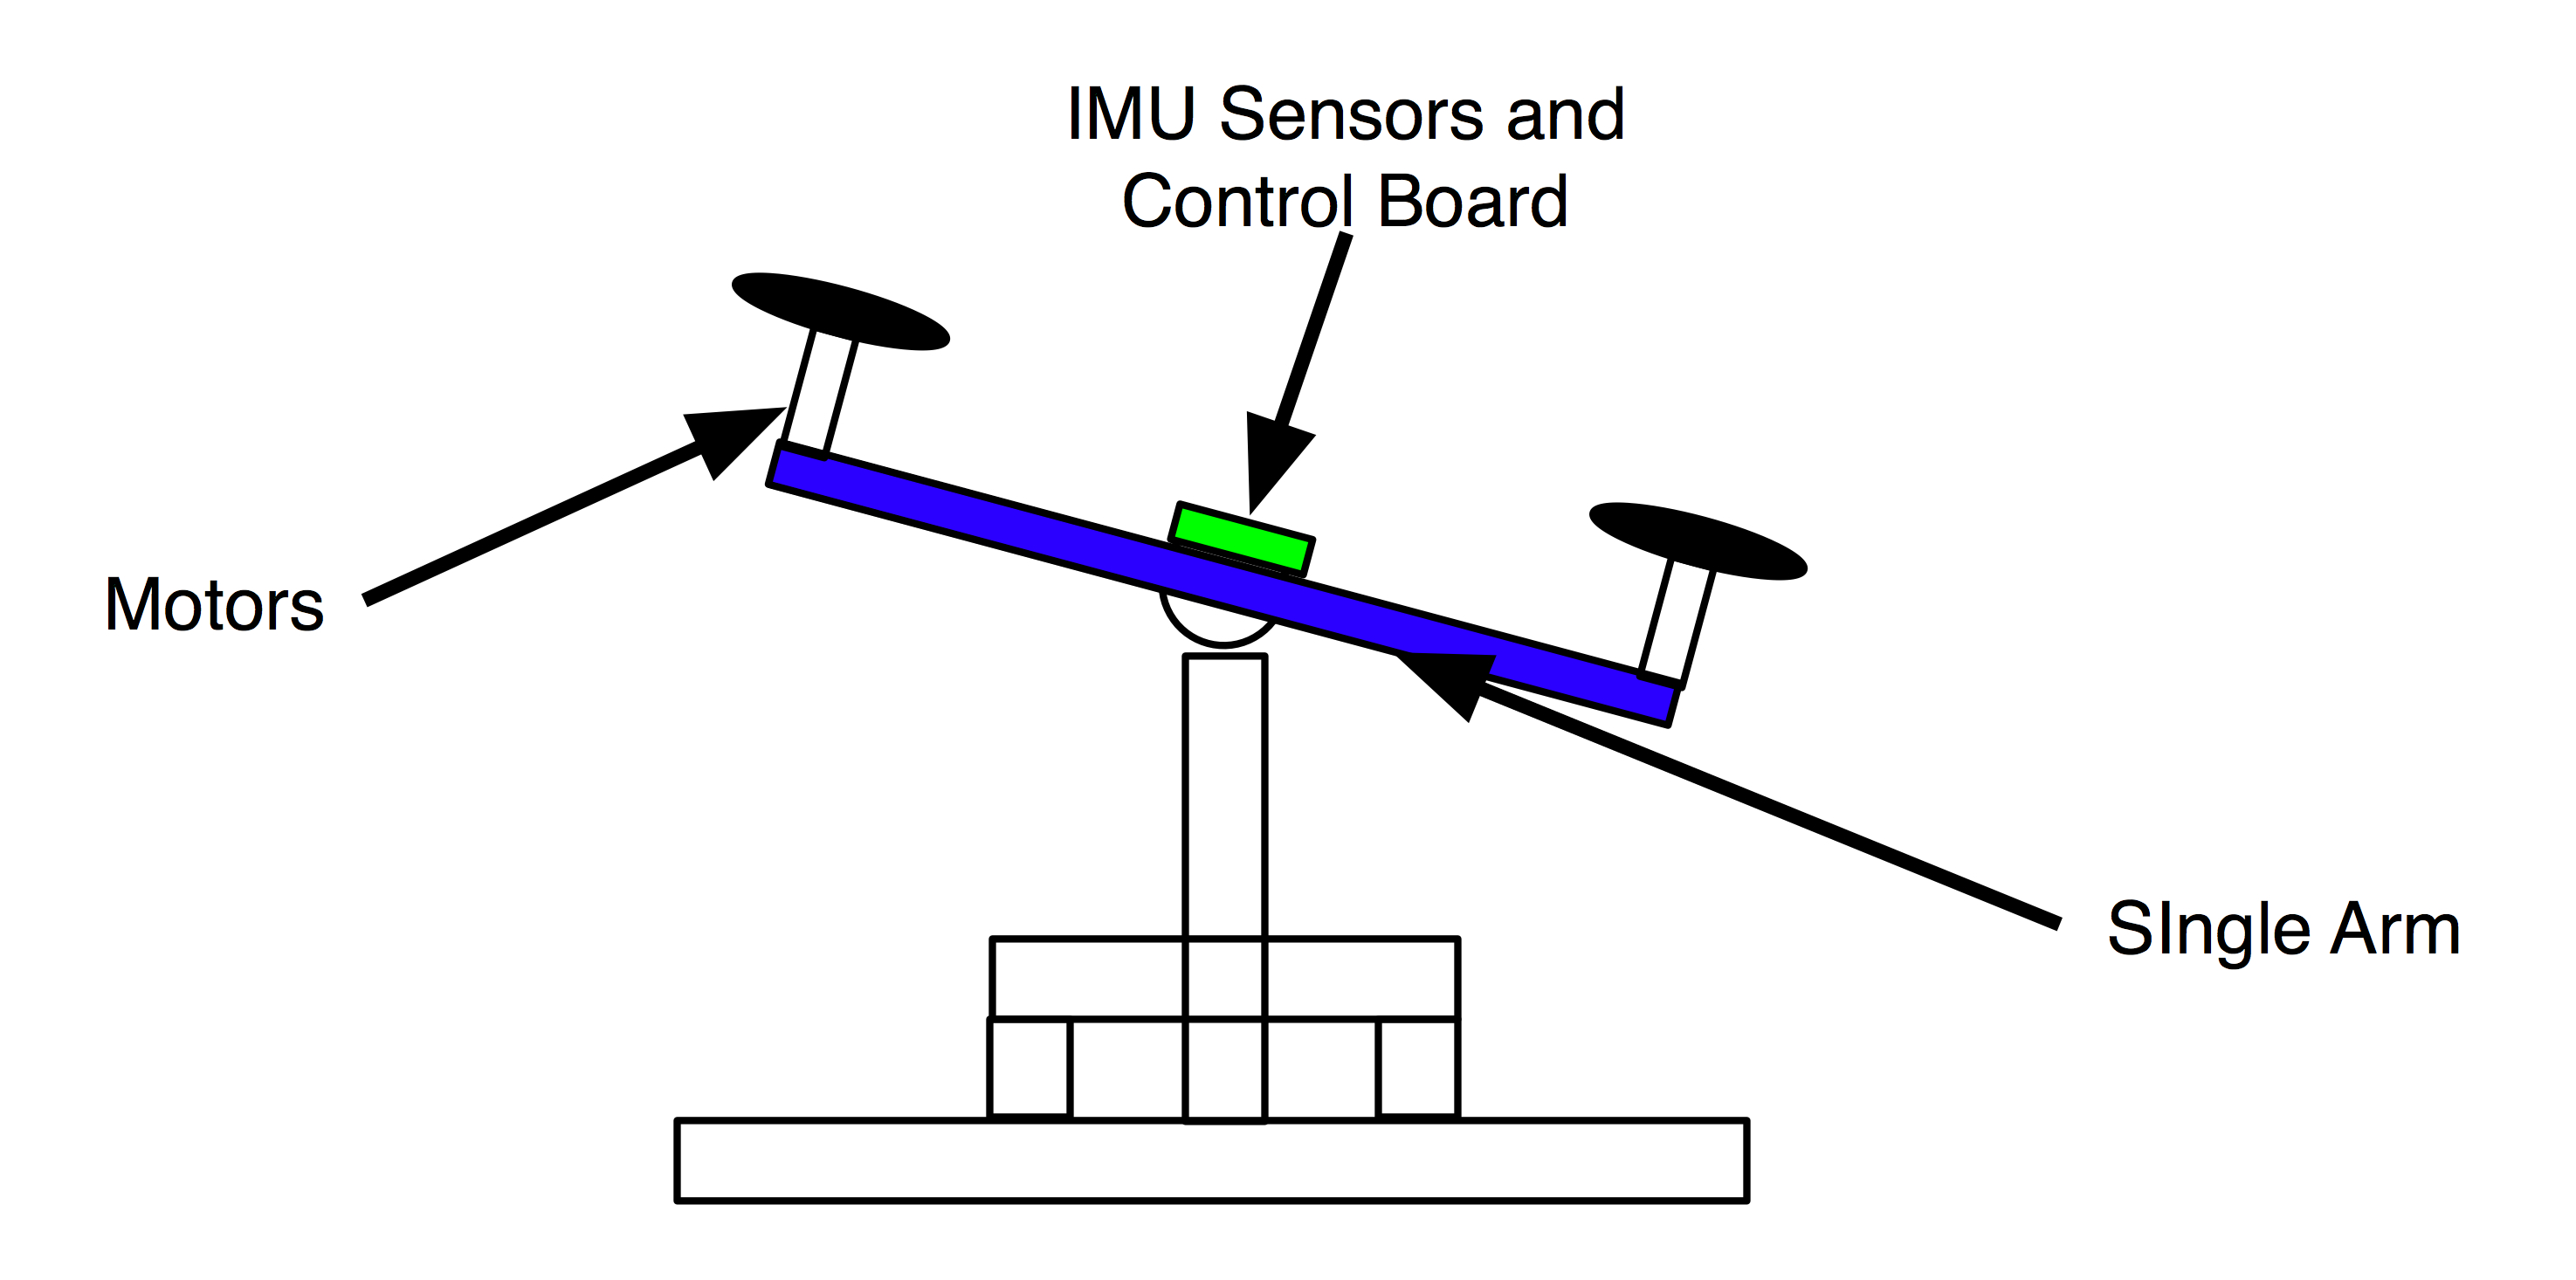 IMU Sensors and
Control Board
Motors
SIngle Arm